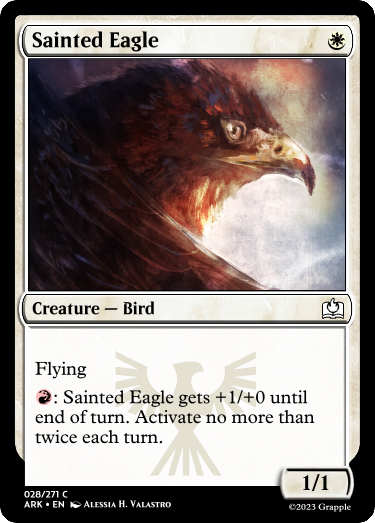 Sainted Eagle
Creature — Bird
Flying
: Sainted Eagle gets +1/+0 until
end of turn. Activate no more than
twice each turn.
1/1
028/271 C
ARK • EN Alessia H. Valastro
©2023 Grapple